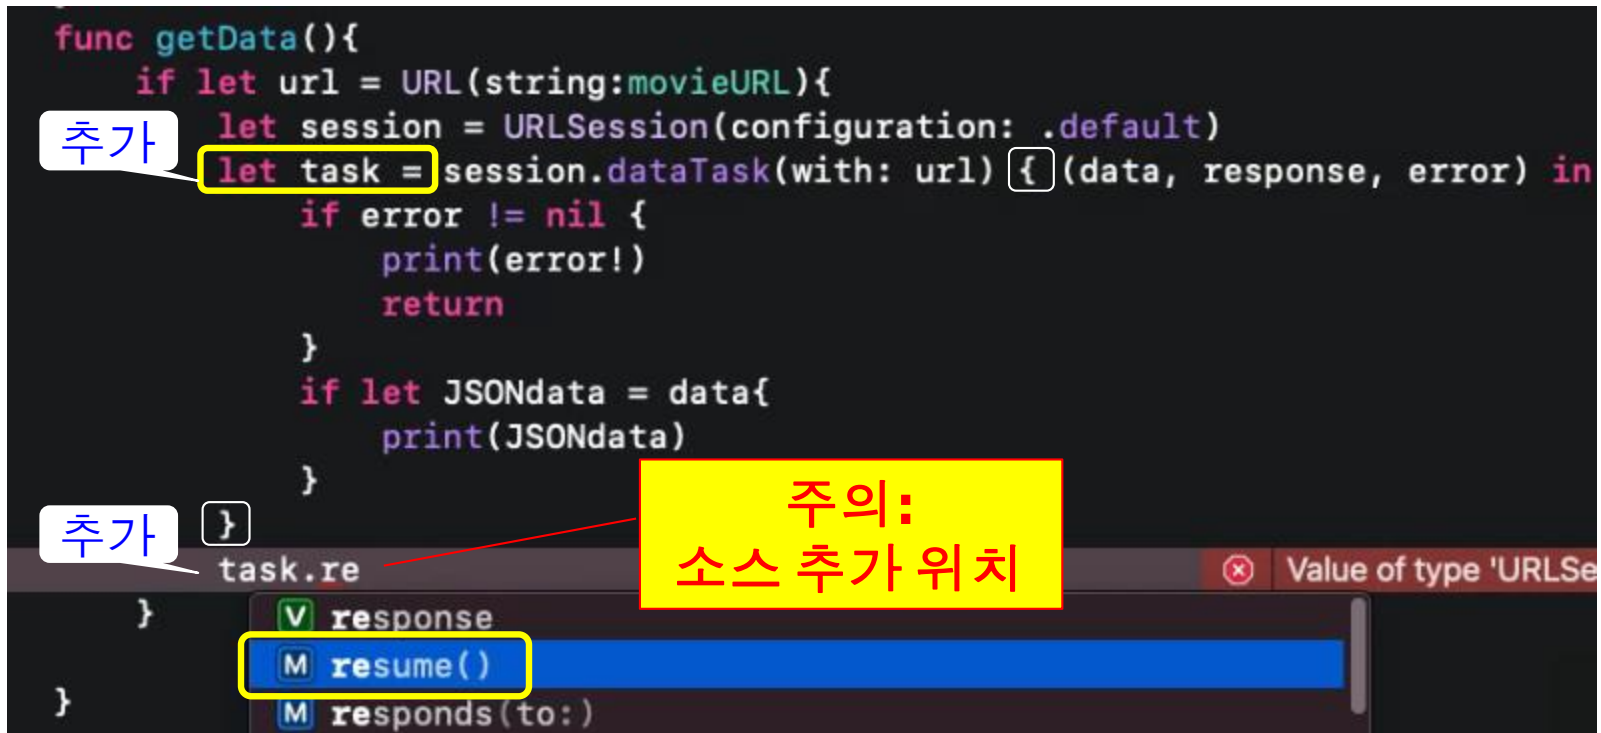 func getData(){
if let url = URL(string:movieURL){
추가
let session = URLSession(configuration: .default)
let task = session.dataTask(with: url) { (data, response, error) in
if error != nil {
print(error!)
return
}
if let JSONdata = data{
print(JSONdata)
}
주의:
소스 추가 위치
추가
}
task.re
Value of type 'URLSe
}
V response
M resume()
}
M responds(to:)